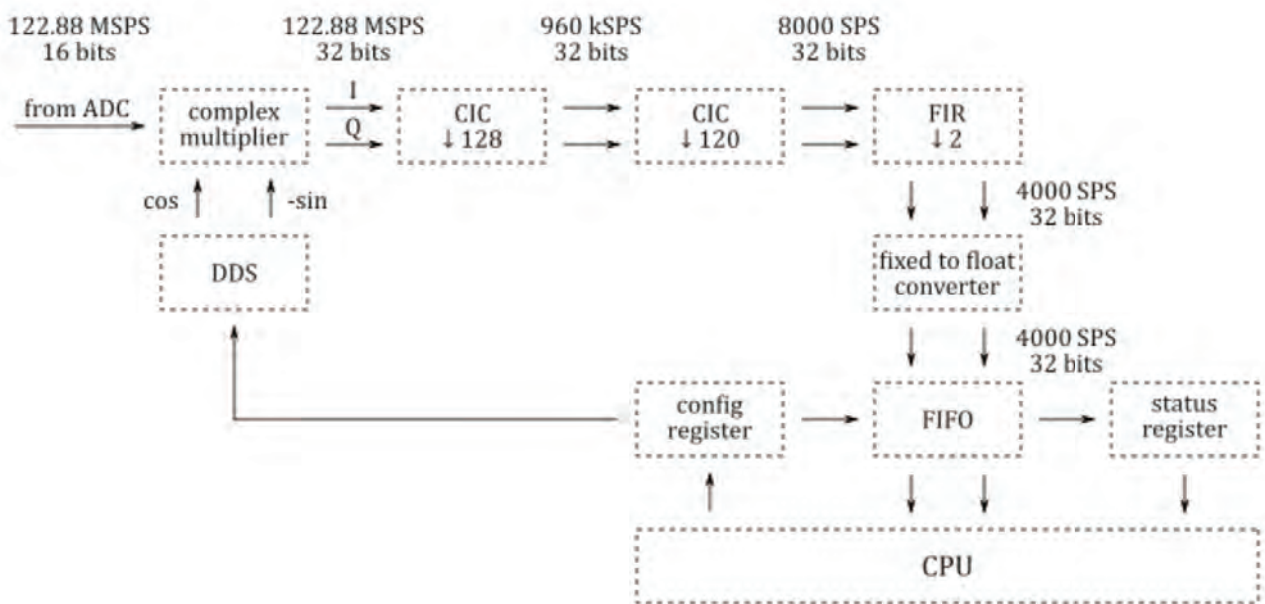 122.88 MSPS
16 bits
122.88 MSPS
32 bits
960 kSPS
32 bits
8000 SPS
32 bits
from ADC
complex
multiplier
I
Q
CIC
↓ 128
CIC
↓ 120
FIR
↓ 2
cos
-sin
4000 SPS
32 bits
DDS
fixed to float
converter
4000 SPS
32 bits
config
register
FIFO
status
register
CPU